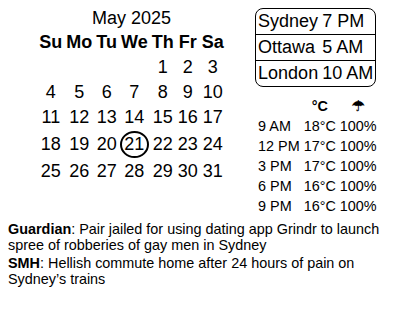 May 2025
Su Mo Tu We Th Fr Sa
1 2 3
4 5 6 7 8 9 10
11 12 13 14 15 16 17
18 19 20 21 22 23 24
25 26 27 28 29 30 31
Sydney 7 PM
Ottawa 5 AM
London 10 AM
°C ☂
9 AM 18°C 100%
12 PM 17°C 100%
3 PM 17°C 100%
6 PM 16°C 100%
9 PM 16°C 100%
Guardian: Pair jailed for using dating app Grindr to launch
spree of robberies of gay men in Sydney
SMH: Hellish commute home after 24 hours of pain on
Sydney’s trains